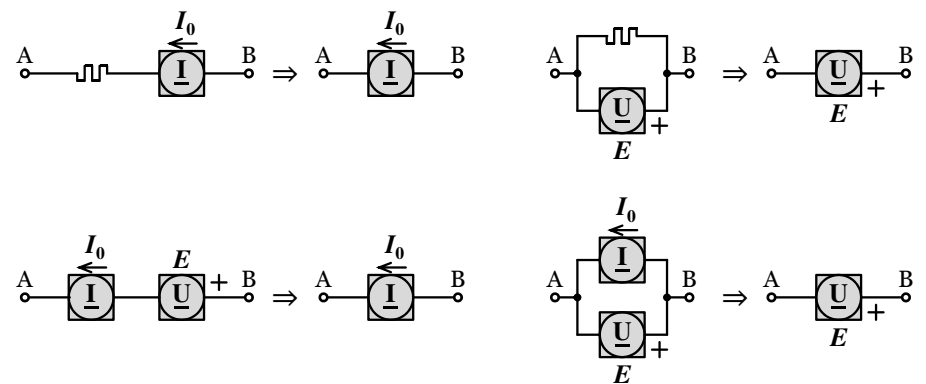 I₀ I₀
A I B ⇒ A I B
A B ⇒ A U B
U + +
E E
I₀ E I₀
A I U + B ⇒ A I B
I₀
I
A B ⇒ A U B
U + +
E E